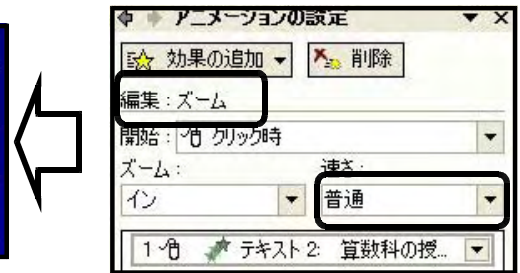 アニメーションの設定
効果の追加 削除
編集：ズーム
開始： クリック時
ズーム： 速さ：
イン 普通
1 テキスト 2: 算数科の授...